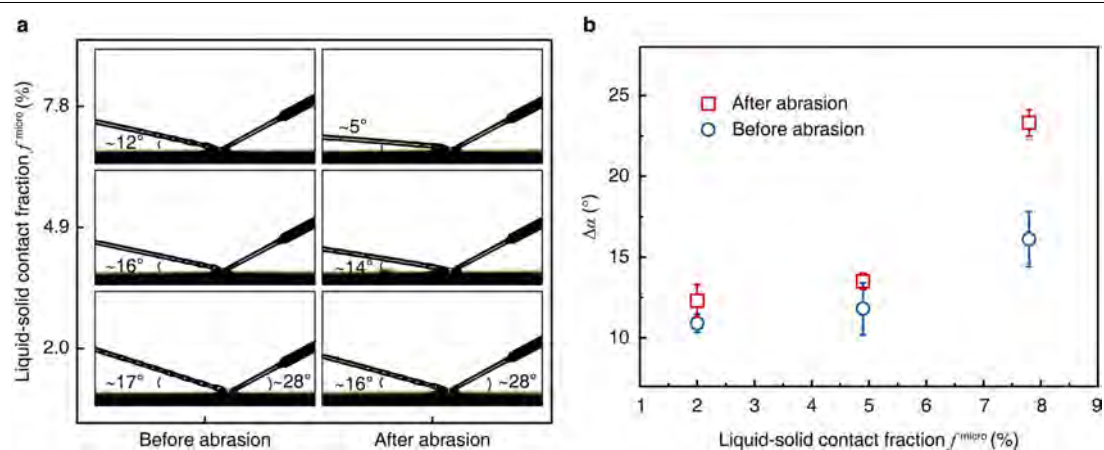 a
Liquid-solid contact fraction f micro (%)
7.8
4.9
2.0
~12°
~5°
~16°
~14°
~17°
~28°
~16°
~28°
Before abrasion
After abrasion
b
Δα (°)
25
20
15
10
After abrasion
Before abrasion
1 2 3 4 5 6 7 8 9
Liquid-solid contact fraction f micro (%)